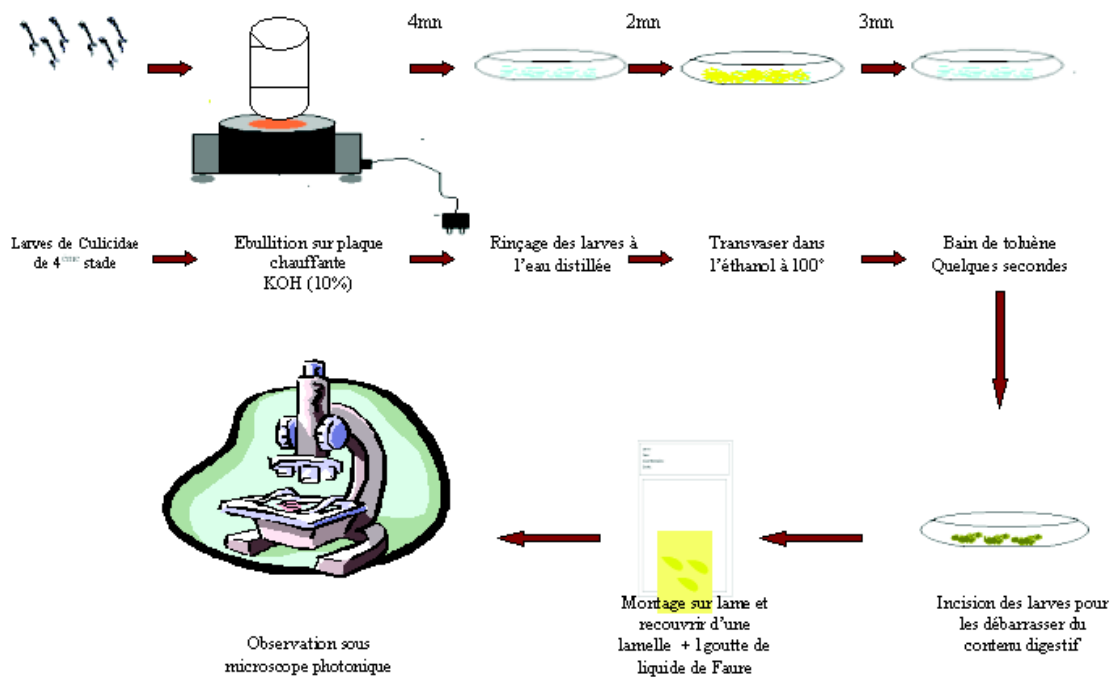 4mn
2mn
3mn
Larves de Culicidae
de 4ème stade
Ebullition sur plaque
chauffante
KOH (10%)
Rinçage des larves à
l'eau distillée
Transvaser dans
l'éthanol à 100°
Bain de toluène
Quelques secondes
Incision des larves pour
les débarrasser du
contenu digestif
Montage sur lame et
recouvrir d'une
lamelle + 1goutte de
liquide de Faure
Observation sous
microscope photonique